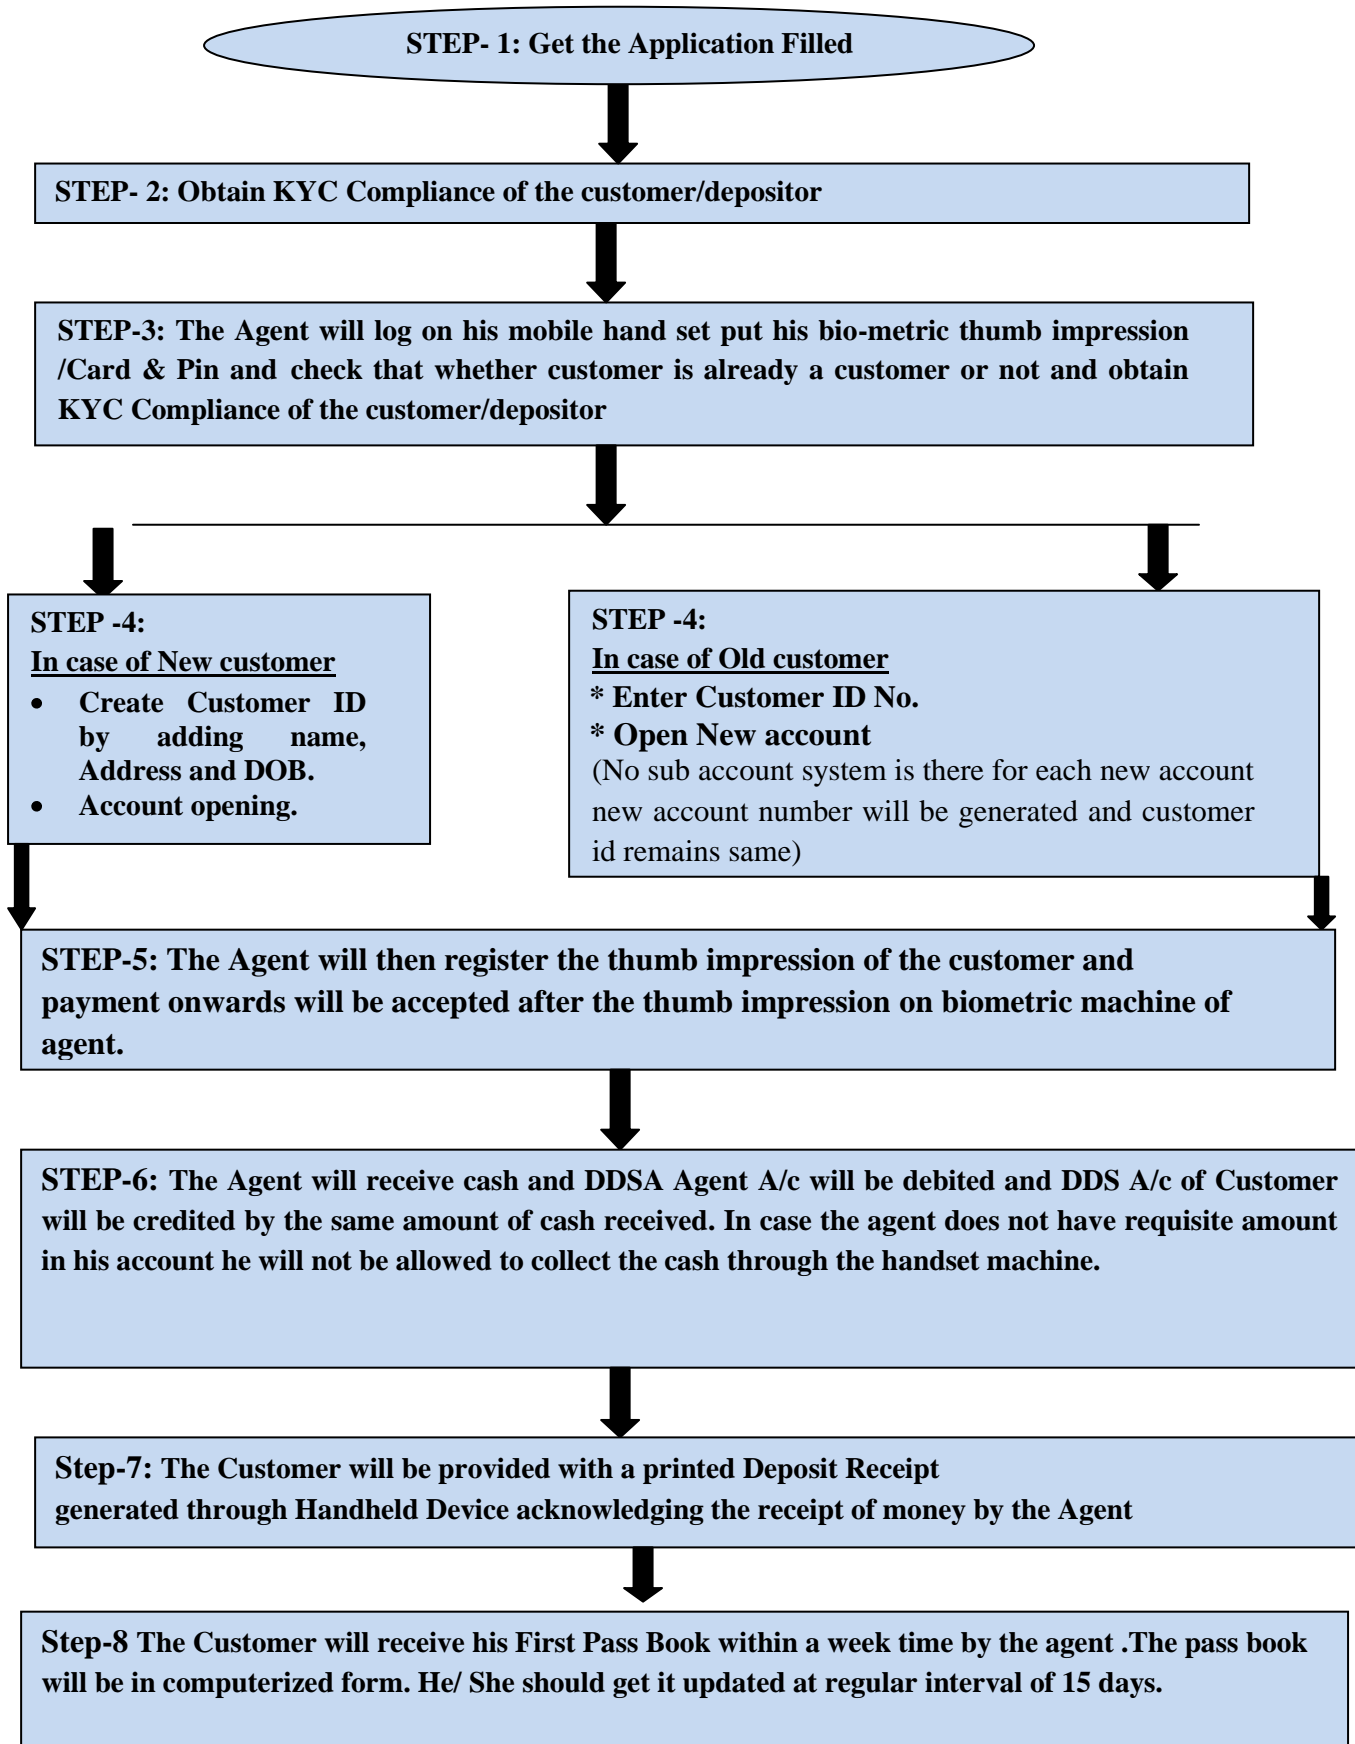 STEP- 1: Get the Application Filled
STEP- 2: Obtain KYC Compliance of the customer/depositor
STEP-3: The Agent will log on his mobile hand set put his bio-metric thumb impression
/Card & Pin and check that whether customer is already a customer or not and obtain
KYC Compliance of the customer/depositor
STEP -4:
In case of New customer
• Create Customer ID
by adding name,
Address and DOB.
• Account opening.
STEP -4:
In case of Old customer
* Enter Customer ID No.
* Open New account
(No sub account system is there for each new account
new account number will be generated and customer
id remains same)
STEP-5: The Agent will then register the thumb impression of the customer and
payment onwards will be accepted after the thumb impression on biometric machine of
agent.
STEP-6: The Agent will receive cash and DDSA Agent A/c will be debited and DDS A/c of Customer
will be credited by the same amount of cash received. In case the agent does not have requisite amount
in his account he will not be allowed to collect the cash through the handset machine.
Step-7: The Customer will be provided with a printed Deposit Receipt
generated through Handheld Device acknowledging the receipt of money by the Agent
Step-8 The Customer will receive his First Pass Book within a week time by the agent .The pass book
will be in computerized form. He/ She should get it updated at regular interval of 15 days.